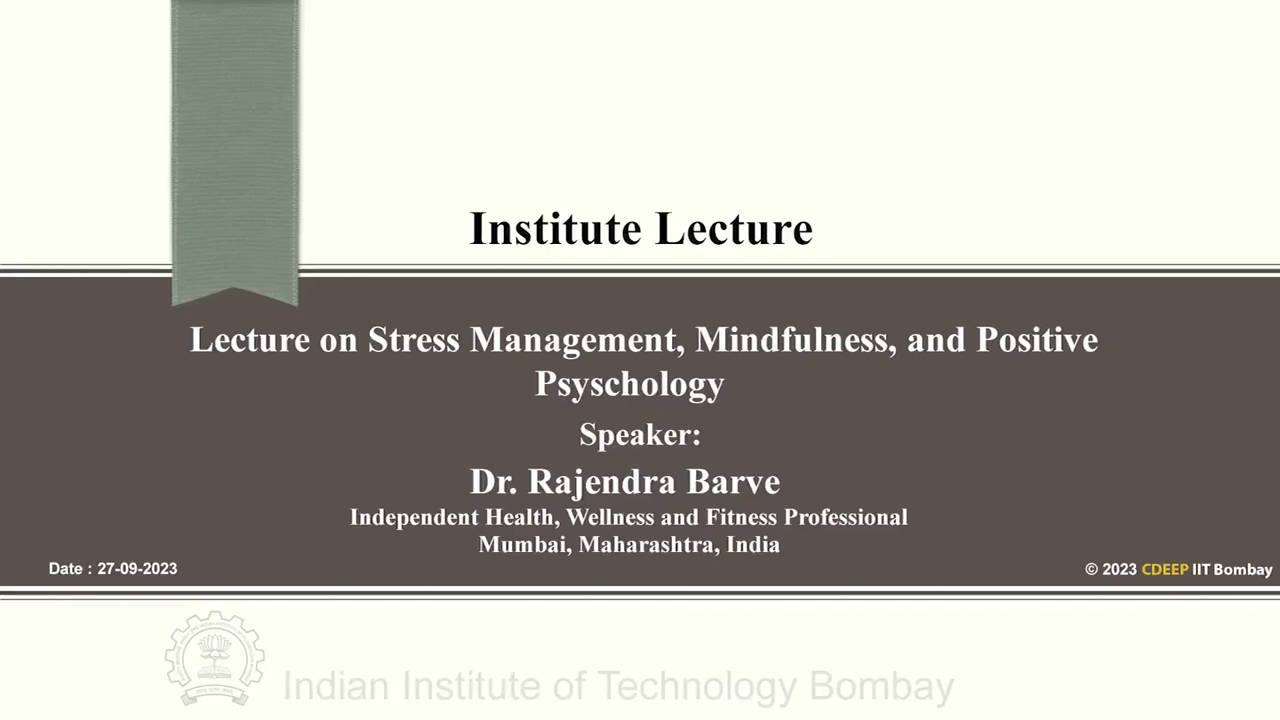 Institute Lecture
Lecture on Stress Management, Mindfulness, and Positive
Psyschology
Speaker:
Dr. Rajendra Barve
Independent Health, Wellness and Fitness Professional
Mumbai, Maharashtra, India
Date : 27-09-2023
© 2023 CDEEP IIT Bombay
Indian Institute of Technology Bombay